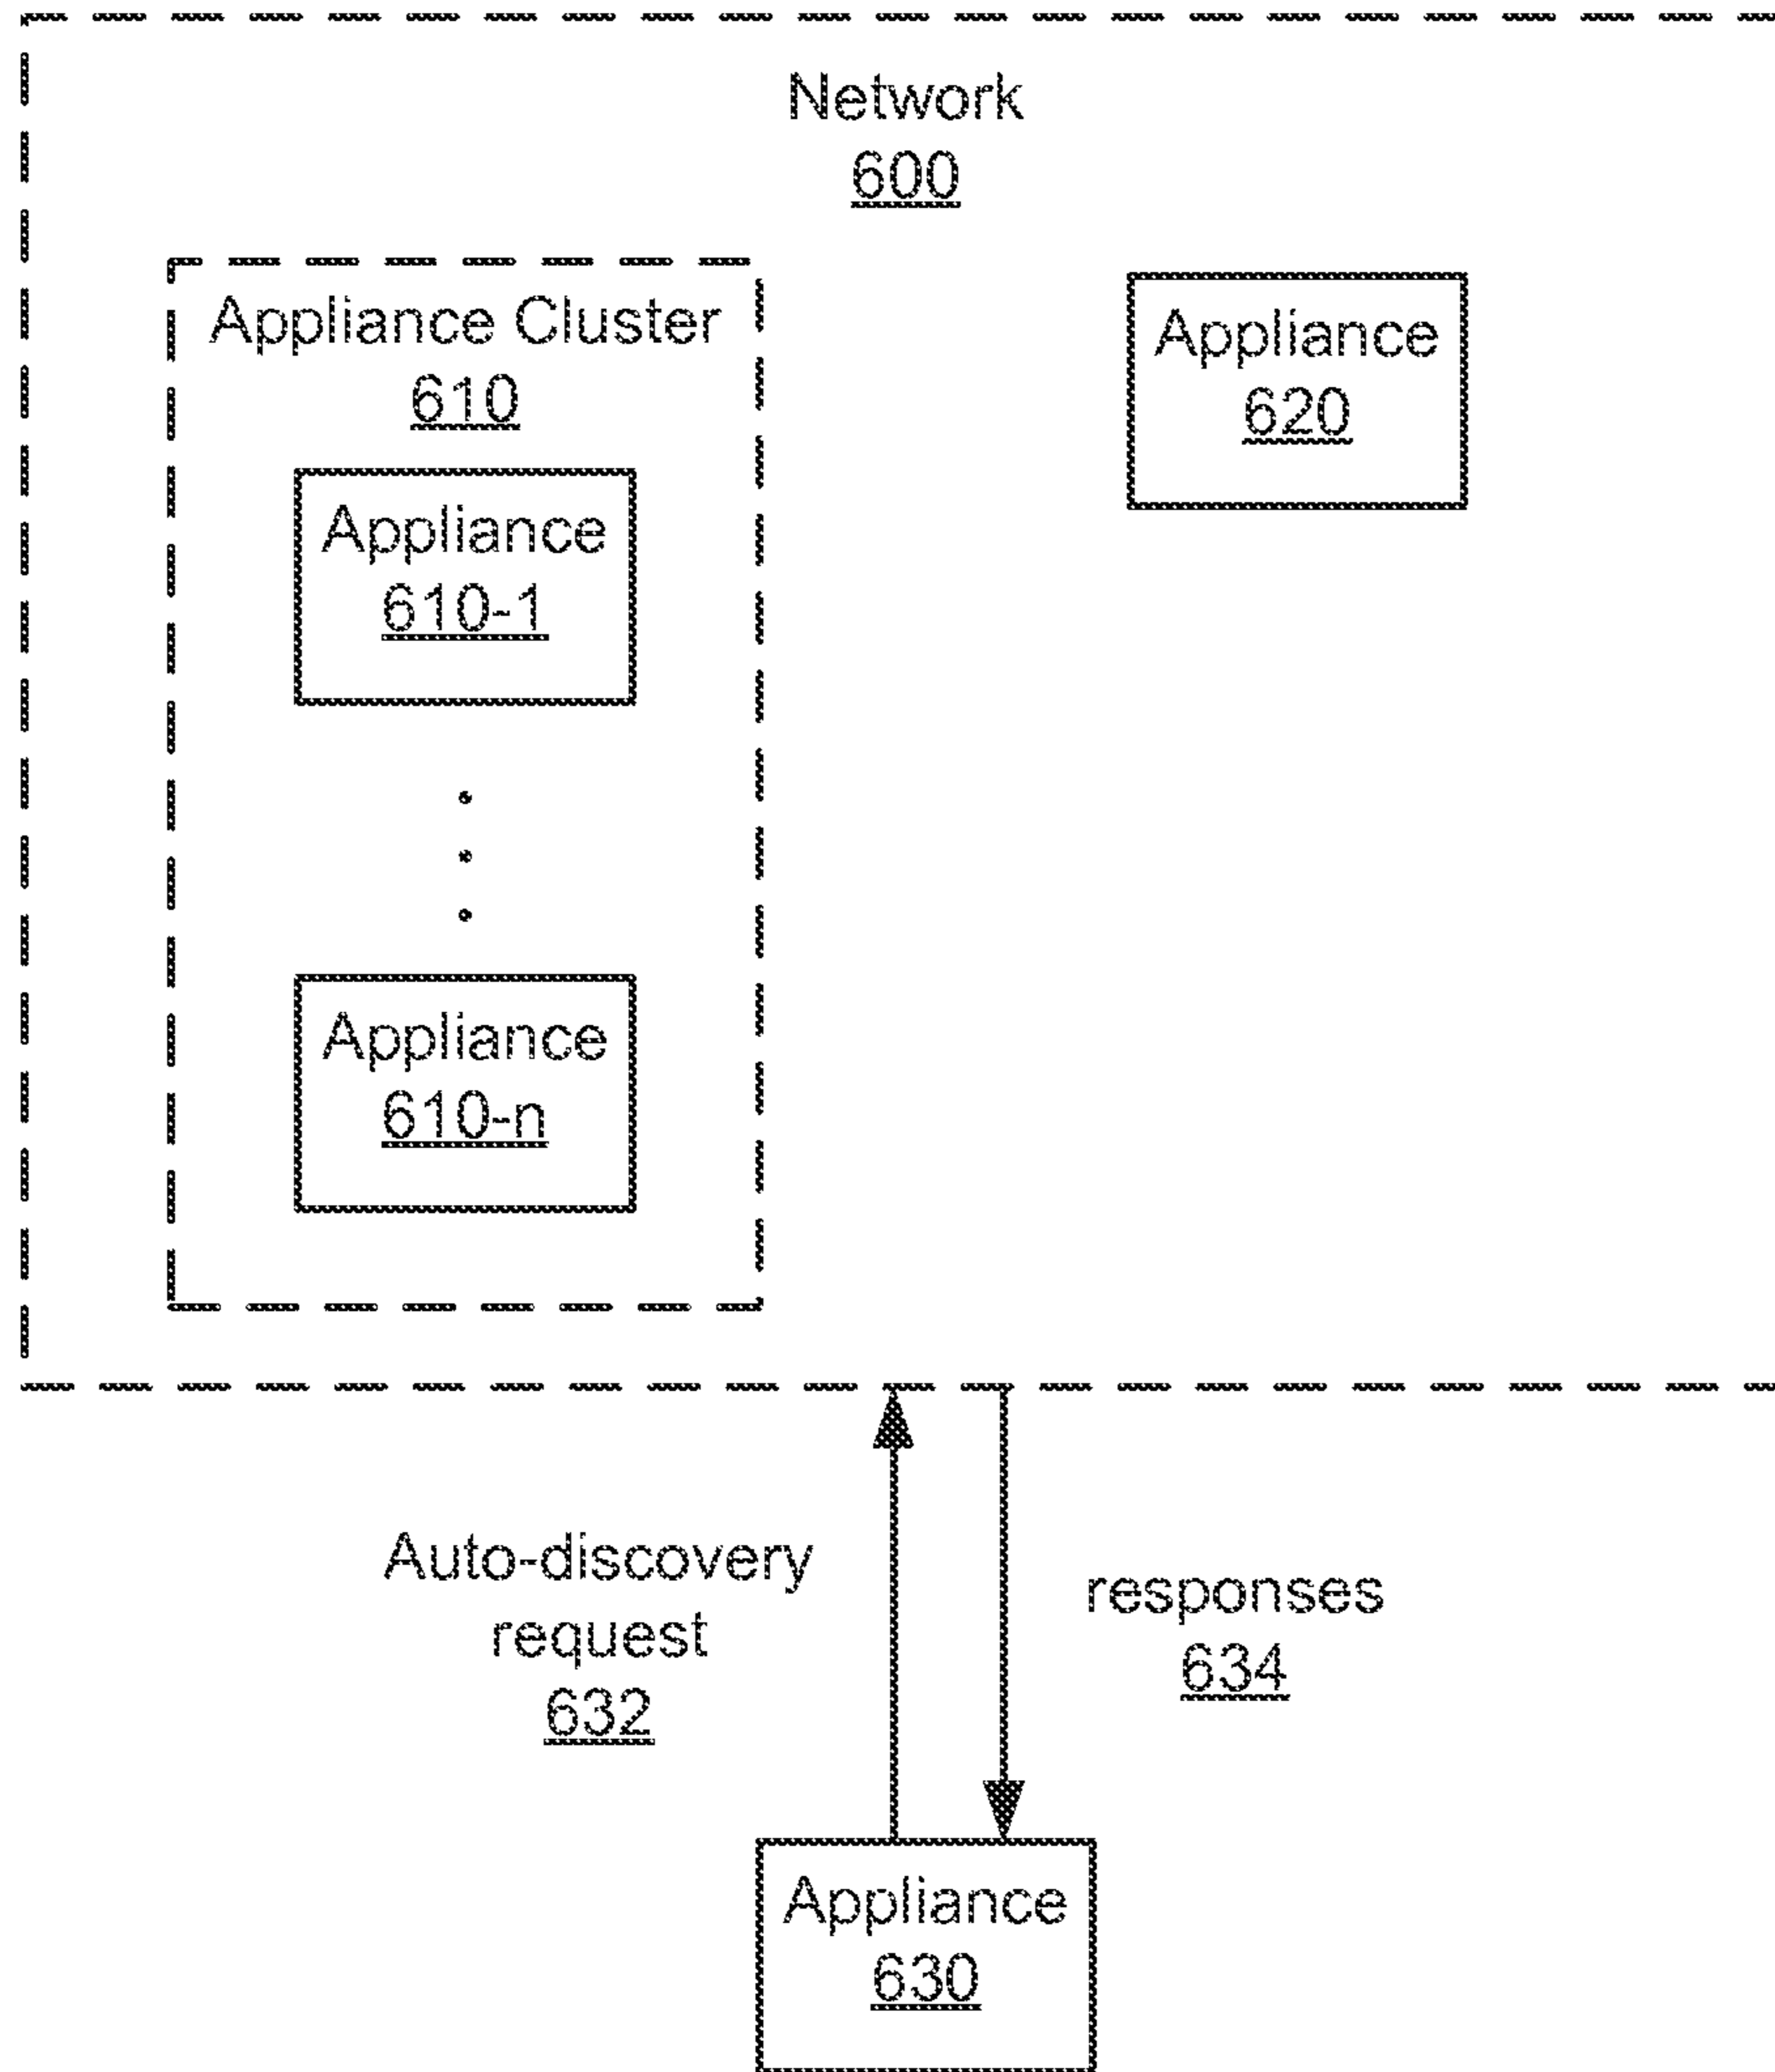 Network
600
Appliance Cluster
610
Appliance
610-1
Appliance
610-n
Appliance
620
Auto-discovery
request
632
responses
634
Appliance
630